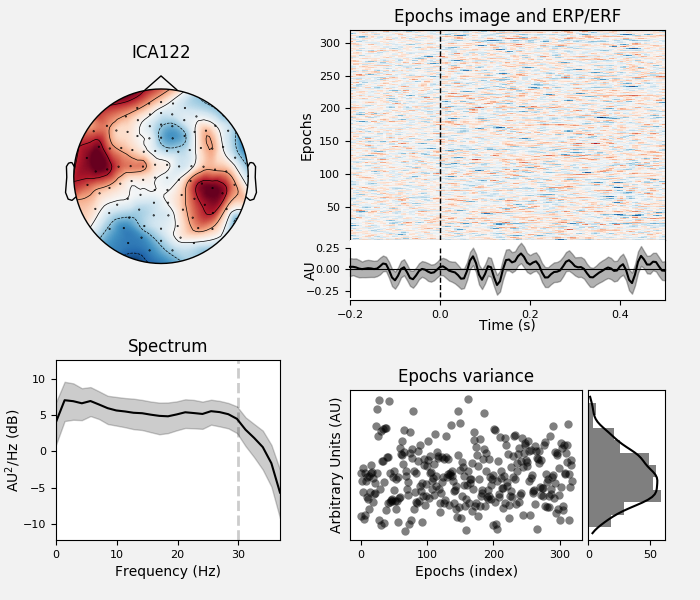 ICA122
Epochs image and ERP/ERF
Epochs
300
250
200
150
100
50
AU
0.25
0.00
−0.25
−0.2
0.0
0.2
0.4
Time (s)
Spectrum
AU²/Hz (dB)
10
5
0
−5
−10
0
10
20
30
Frequency (Hz)
Epochs variance
Arbitrary Units (AU)
0
100
200
300
Epochs (index)
0
50